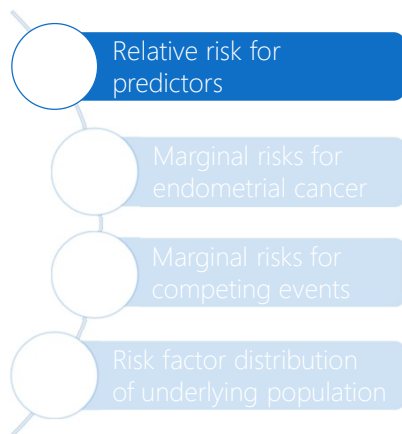 Relative risk for
predictors
Marginal risks for
endometrial cancer
Marginal risks for
competing events
Risk factor distribution
of underlying population